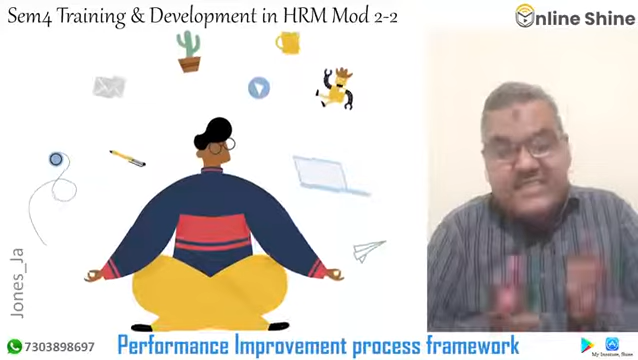 Sem4 Training & Development in HRM Mod 2-2
Online Shine
Jones_Ja
7303898697
Performance Improvement process framework
My Institute, Shine